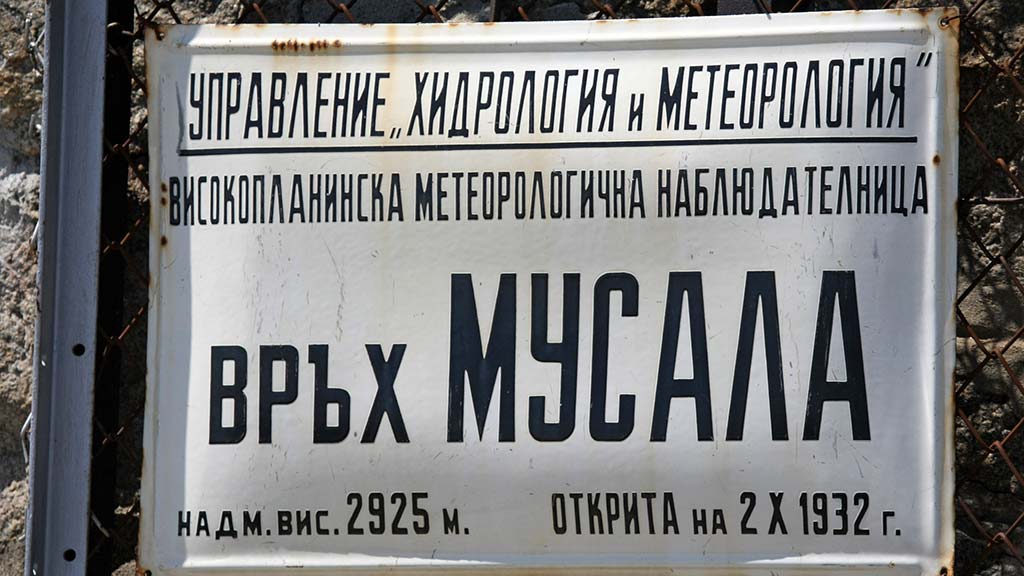 УПРАВЛЕНИЕ „ХИДРОЛОГИЯ и МЕТЕОРОЛОГИЯ”
ВИСОКОПЛАНИНСКА МЕТЕОРОЛОГИЧНА НАБЛЮДАТЕЛНИЦА
ВРЪХ МУСАЛА
НАДМ. ВИС. 2925 м. ОТКРИТА на 2 X 1932 г.